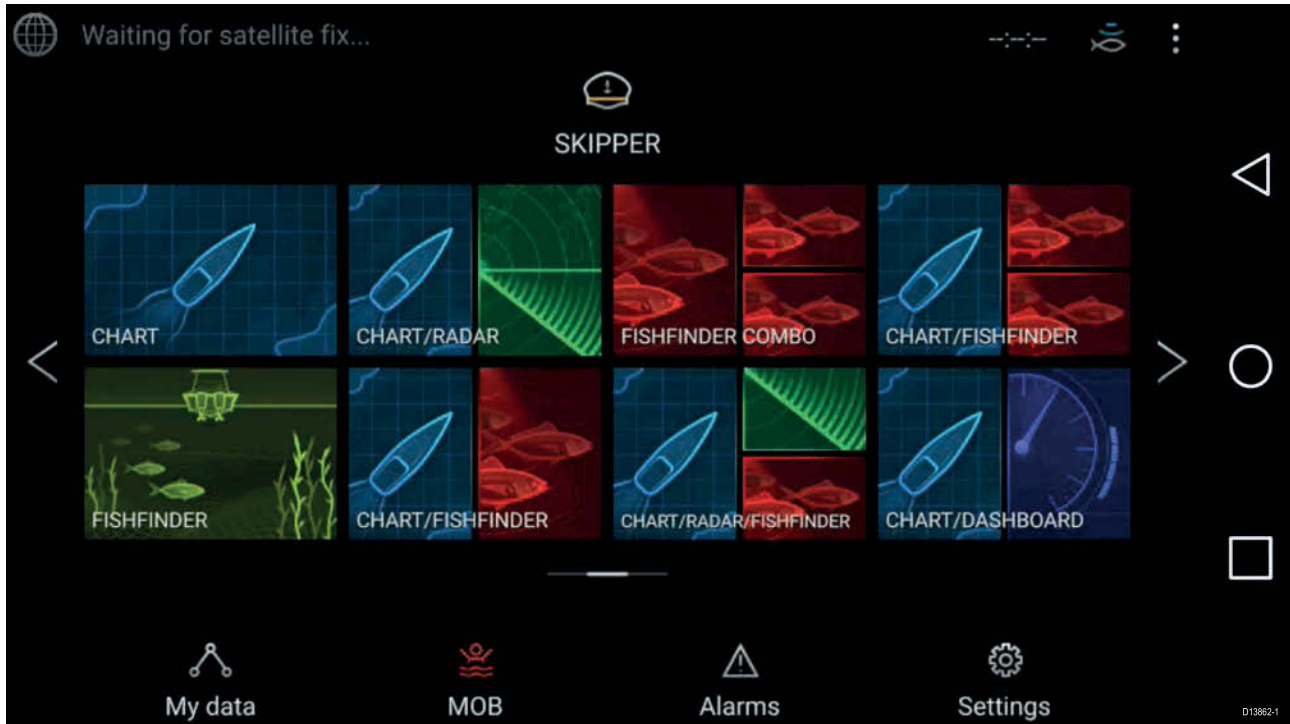 Waiting for satellite fix...
--:--:--
SKIPPER
CHART
CHART/RADAR
FISHFINDER COMBO
CHART/FISHFINDER
FISHFINDER
CHART/FISHFINDER
CHART/RADAR/FISHFINDER
CHART/DASHBOARD
My data
MOB
Alarms
Settings
D13862-1